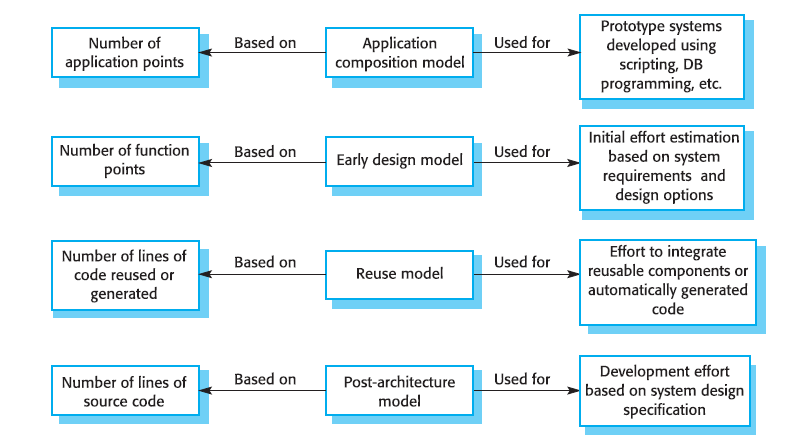 Number of
application points
Based on
Application
composition model
Used for
Prototype systems
developed using
scripting, DB
programming, etc.
Number of function
points
Based on
Early design model
Used for
Initial effort estimation
based on system
requirements and
design options
Number of lines of
code reused or
generated
Based on
Reuse model
Used for
Effort to integrate
reusable components or
automatically generated
code
Number of lines of
source code
Based on
Post-architecture
model
Used for
Development effort
based on system design
specification